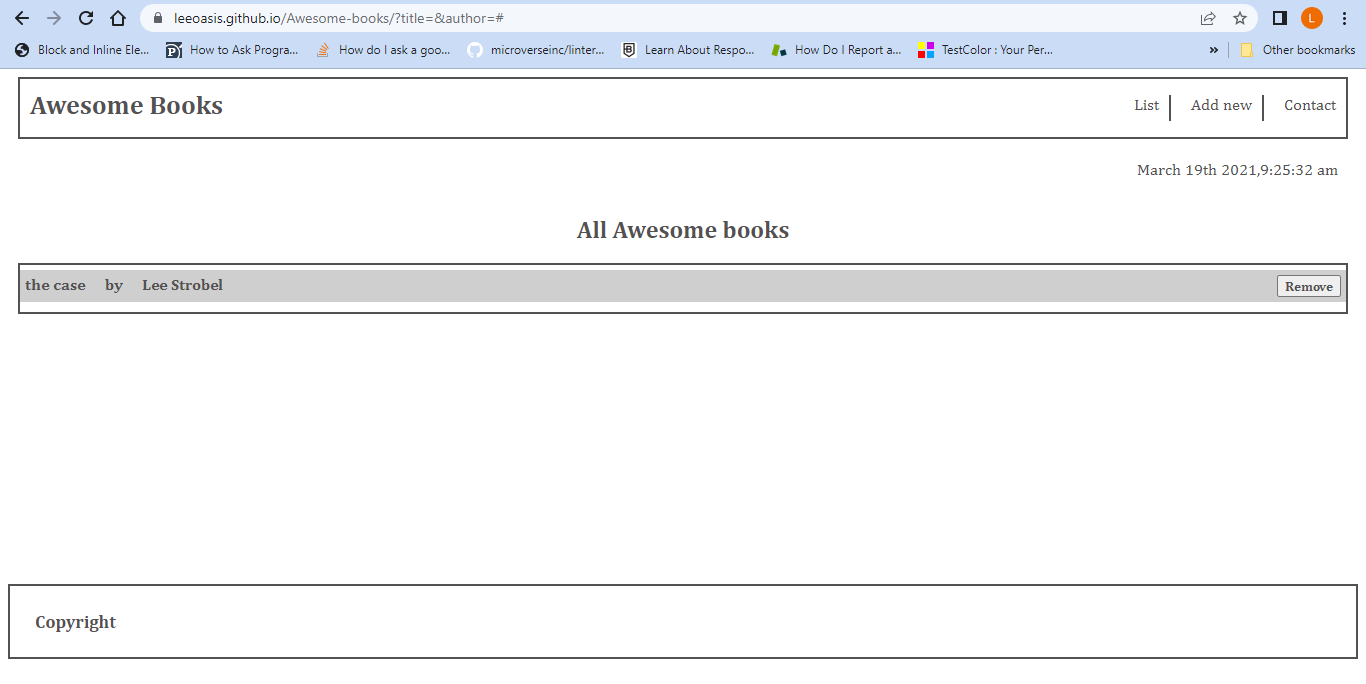 leeoasis.github.io/Awesome-books/?title=&author=#
L
Block and Inline Ele... How to Ask Progra... How do I ask a goo... microverseinc/linter... Learn About Respo... How Do I Report a... TestColor : Your Per... » Other bookmarks
Awesome Books List Add new Contact
March 19th 2021,9:25:32 am
All Awesome books
the case by Lee Strobel Remove
Copyright